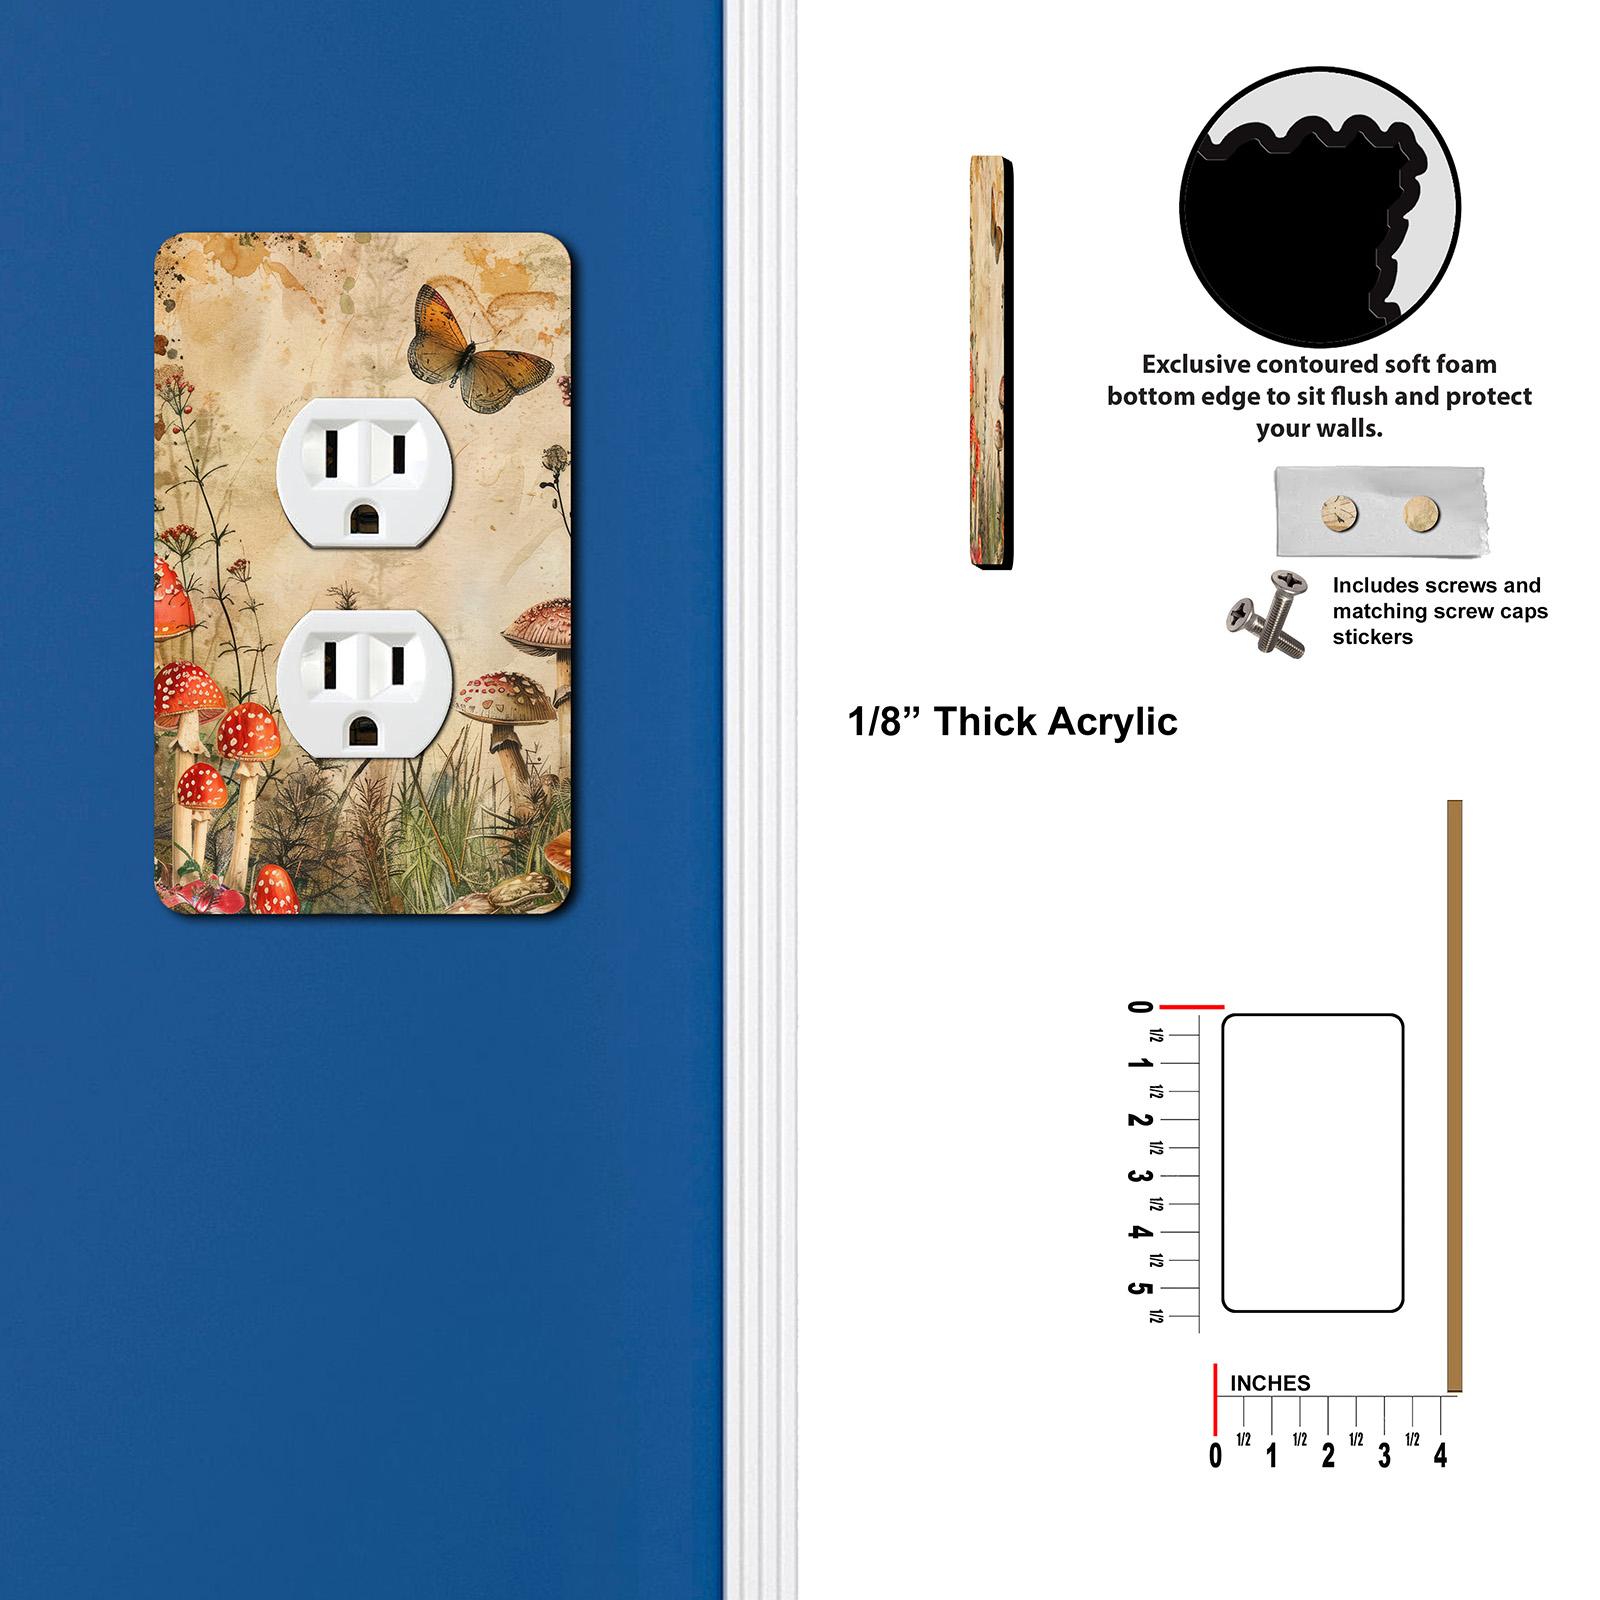 Exclusive contoured soft foam
bottom edge to sit flush and protect
your walls.
Includes screws and
matching screw caps
stickers
1/8” Thick Acrylic
0
1/2
1
1/2
2
1/2
3
1/2
4
1/2
5
1/2
INCHES
0 1/2 1 1/2 2 1/2 3 1/2 4